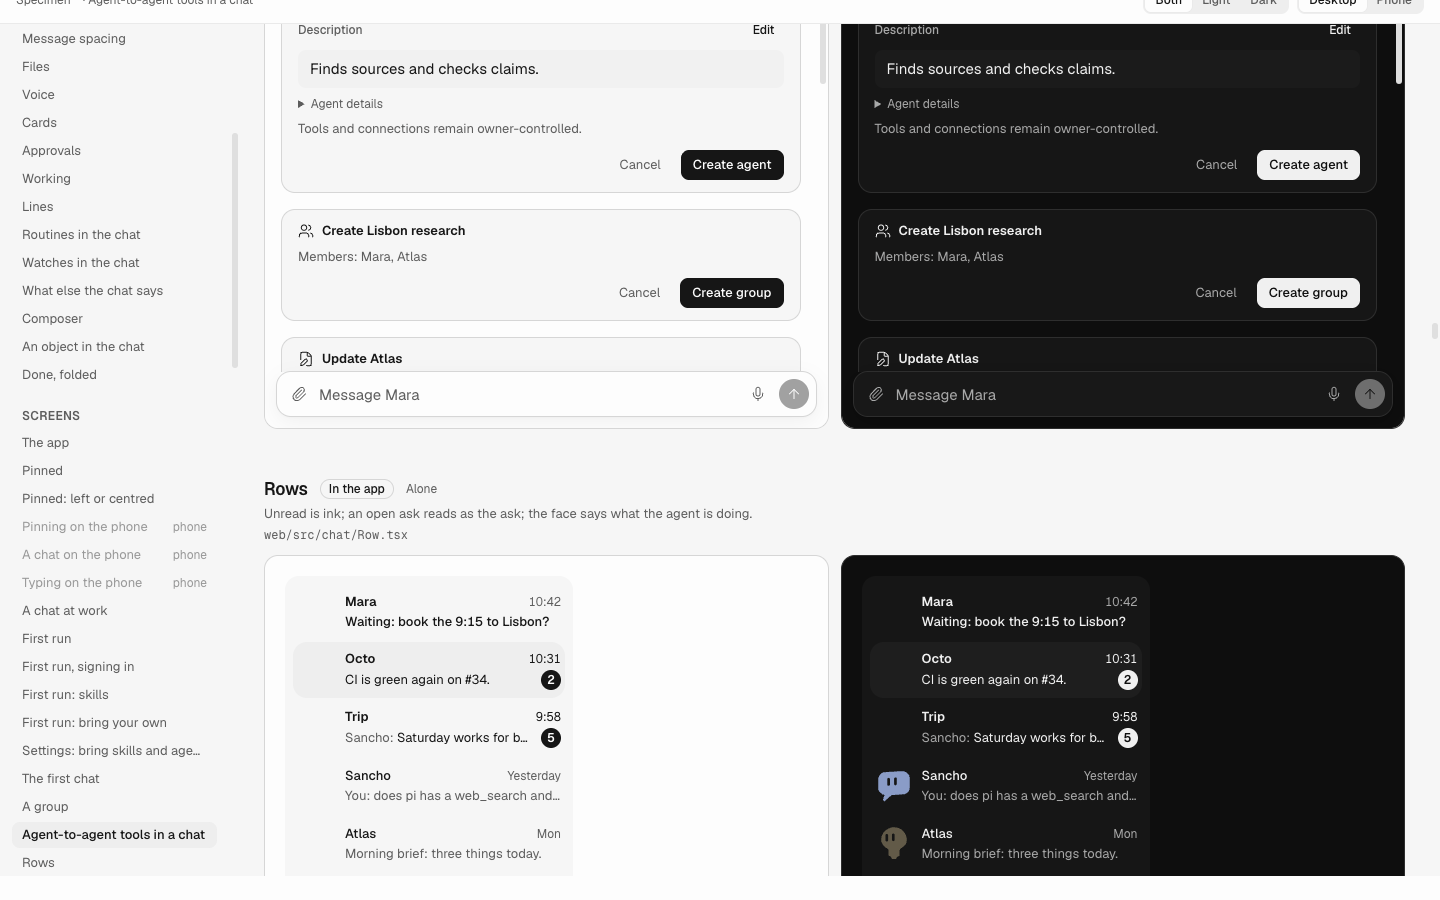 Specimen · Agent-to-agent tools in a chat
Both Light Dark Desktop Phone
Message spacing
Files
Voice
Cards
Approvals
Working
Lines
Routines in the chat
Watches in the chat
What else the chat says
Composer
An object in the chat
Done, folded
SCREENS
The app
Pinned
Pinned: left or centred
Pinning on the phone phone
A chat on the phone phone
Typing on the phone phone
A chat at work
First run
First run, signing in
First run: skills
First run: bring your own
Settings: bring skills and age...
The first chat
A group
Agent-to-agent tools in a chat
Rows
Description Edit
Finds sources and checks claims.
Agent details
Tools and connections remain owner-controlled.
Cancel Create agent
Create Lisbon research
Members: Mara, Atlas
Cancel Create group
Update Atlas
Message Mara
Description Edit
Finds sources and checks claims.
Agent details
Tools and connections remain owner-controlled.
Cancel Create agent
Create Lisbon research
Members: Mara, Atlas
Cancel Create group
Update Atlas
Message Mara
Rows In the app Alone
Unread is ink; an open ask reads as the ask; the face says what the agent is doing.
web/src/chat/Row.tsx
Mara 10:42
Waiting: book the 9:15 to Lisbon?
Octo 10:31
CI is green again on #34. 2
Trip 9:58
Sancho: Saturday works for b... 5
Sancho Yesterday
You: does pi has a web_search and...
Atlas Mon
Morning brief: three things today.
Mara 10:42
Waiting: book the 9:15 to Lisbon?
Octo 10:31
CI is green again on #34. 2
Trip 9:58
Sancho: Saturday works for b... 5
Sancho Yesterday
You: does pi has a web_search and...
Atlas Mon
Morning brief: three things today.